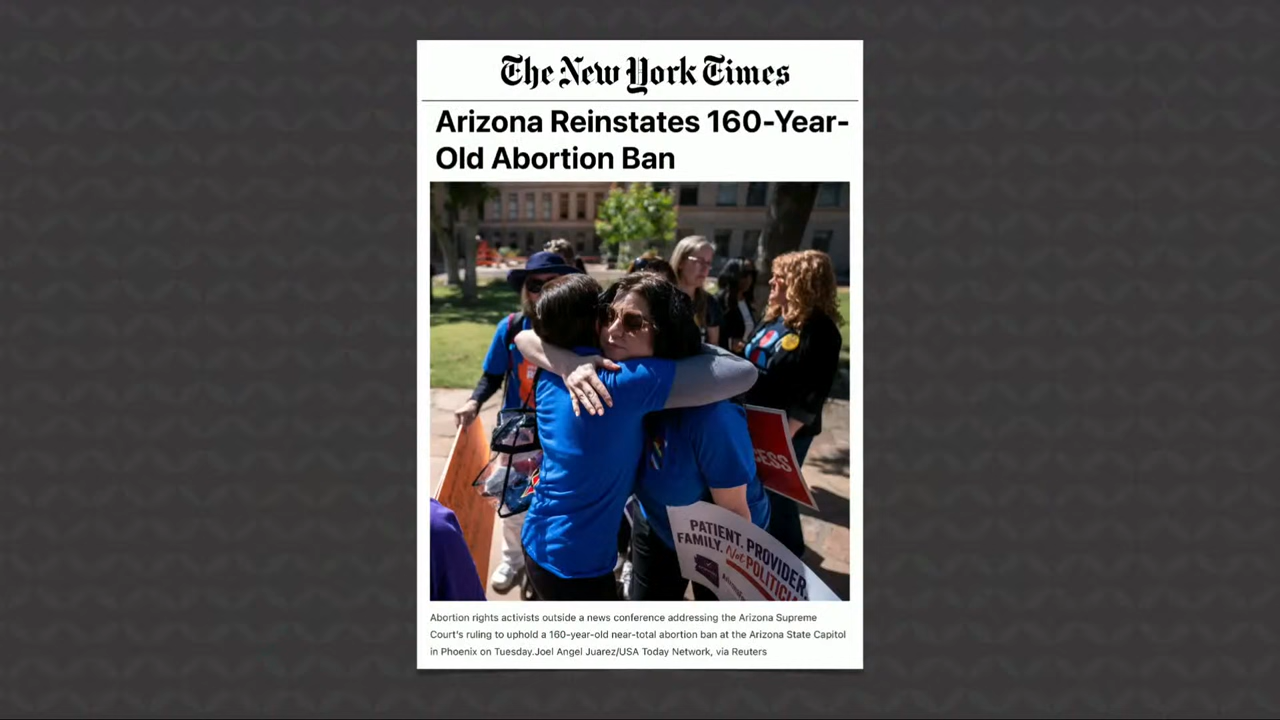 The New York Times
Arizona Reinstates 160-Year-
Old Abortion Ban
CESS
PATIENT. PROVIDER
FAMILY. Not POLITICI
Abortion rights activists outside a news conference addressing the Arizona Supreme
Court's ruling to uphold a 160-year-old near-total abortion ban at the Arizona State Capitol
in Phoenix on Tuesday.Joel Angel Juarez/USA Today Network, via Reuters